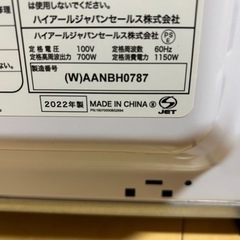 修理
使用しないでください。
ハイアールジャパンセールス株式会社
ハイアールジャパンセールス株式会社
PS
E
定格電圧 100V 定格周波数 60Hz
定格高周波出力 700W 定格消費電力 1150W
製造番号
(W)AANBH0787
2022年製 MADE IN CHINA
JET